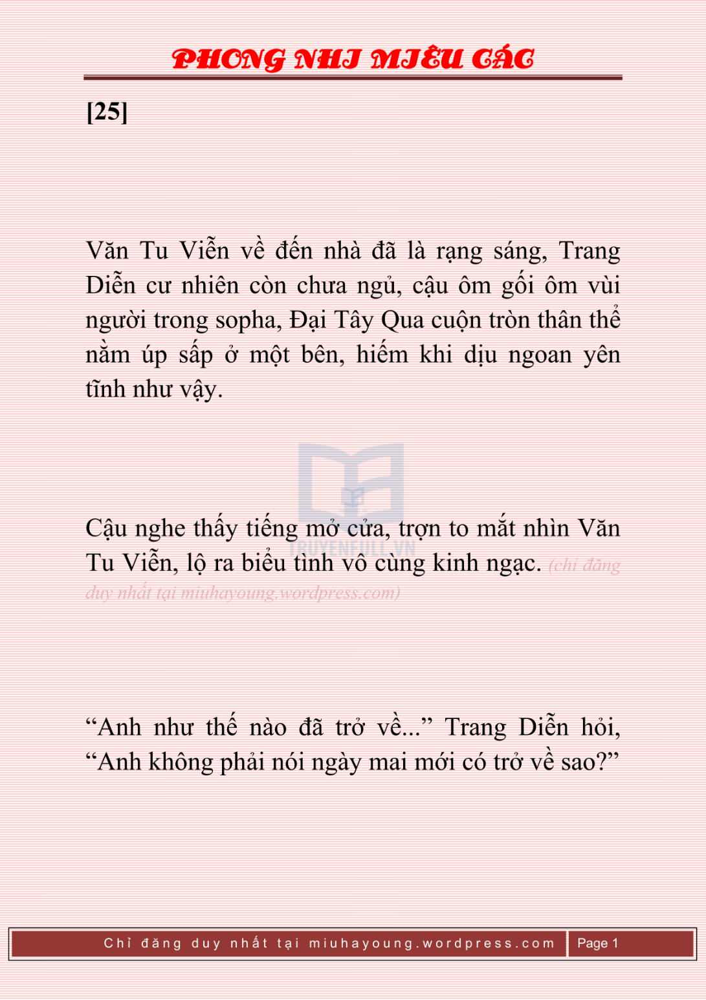 PHONG NHI MIÊU CÁC
[25]
Văn Tu Viễn về đến nhà đã là rạng sáng, Trang
Diễn cư nhiên còn chưa ngủ, cậu ôm gối ôm vùi
người trong sopha, Đại Tây Qua cuộn tròn thân thể
nằm úp sấp ở một bên, hiếm khi dịu ngoan yên
tĩnh như vậy.
Cậu nghe thấy tiếng mở cửa, trợn to mắt nhìn Văn
TRUYENFULL.VN
Tu Viễn, lộ ra biểu tình vô cùng kinh ngạc. (chỉ đăng
duy nhất tại miuhayoung.wordpress.com)
“Anh như thế nào đã trở về...” Trang Diễn hỏi,
“Anh không phải nói ngày mai mới có trở về sao?”
Chỉ đăng duy nhất tại miuhayoung.wordpress.com Page 1